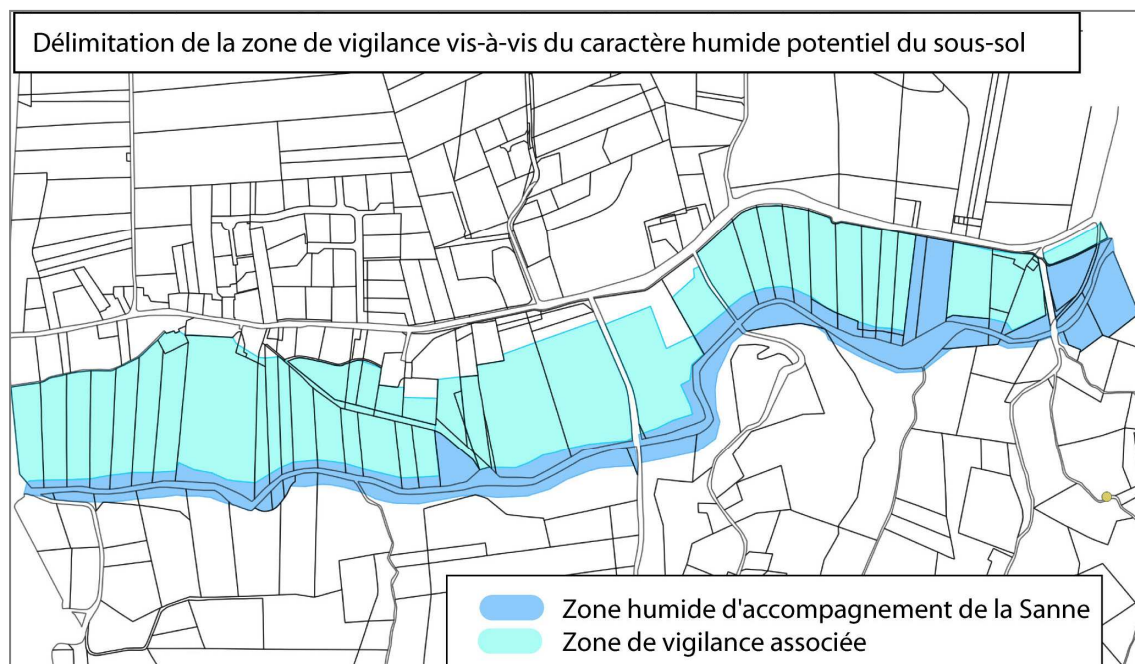 Délimitation de la zone de vigilance vis-à-vis du caractère humide potentiel du sous-sol
Zone humide d'accompagnement de la Sanne
Zone de vigilance associée